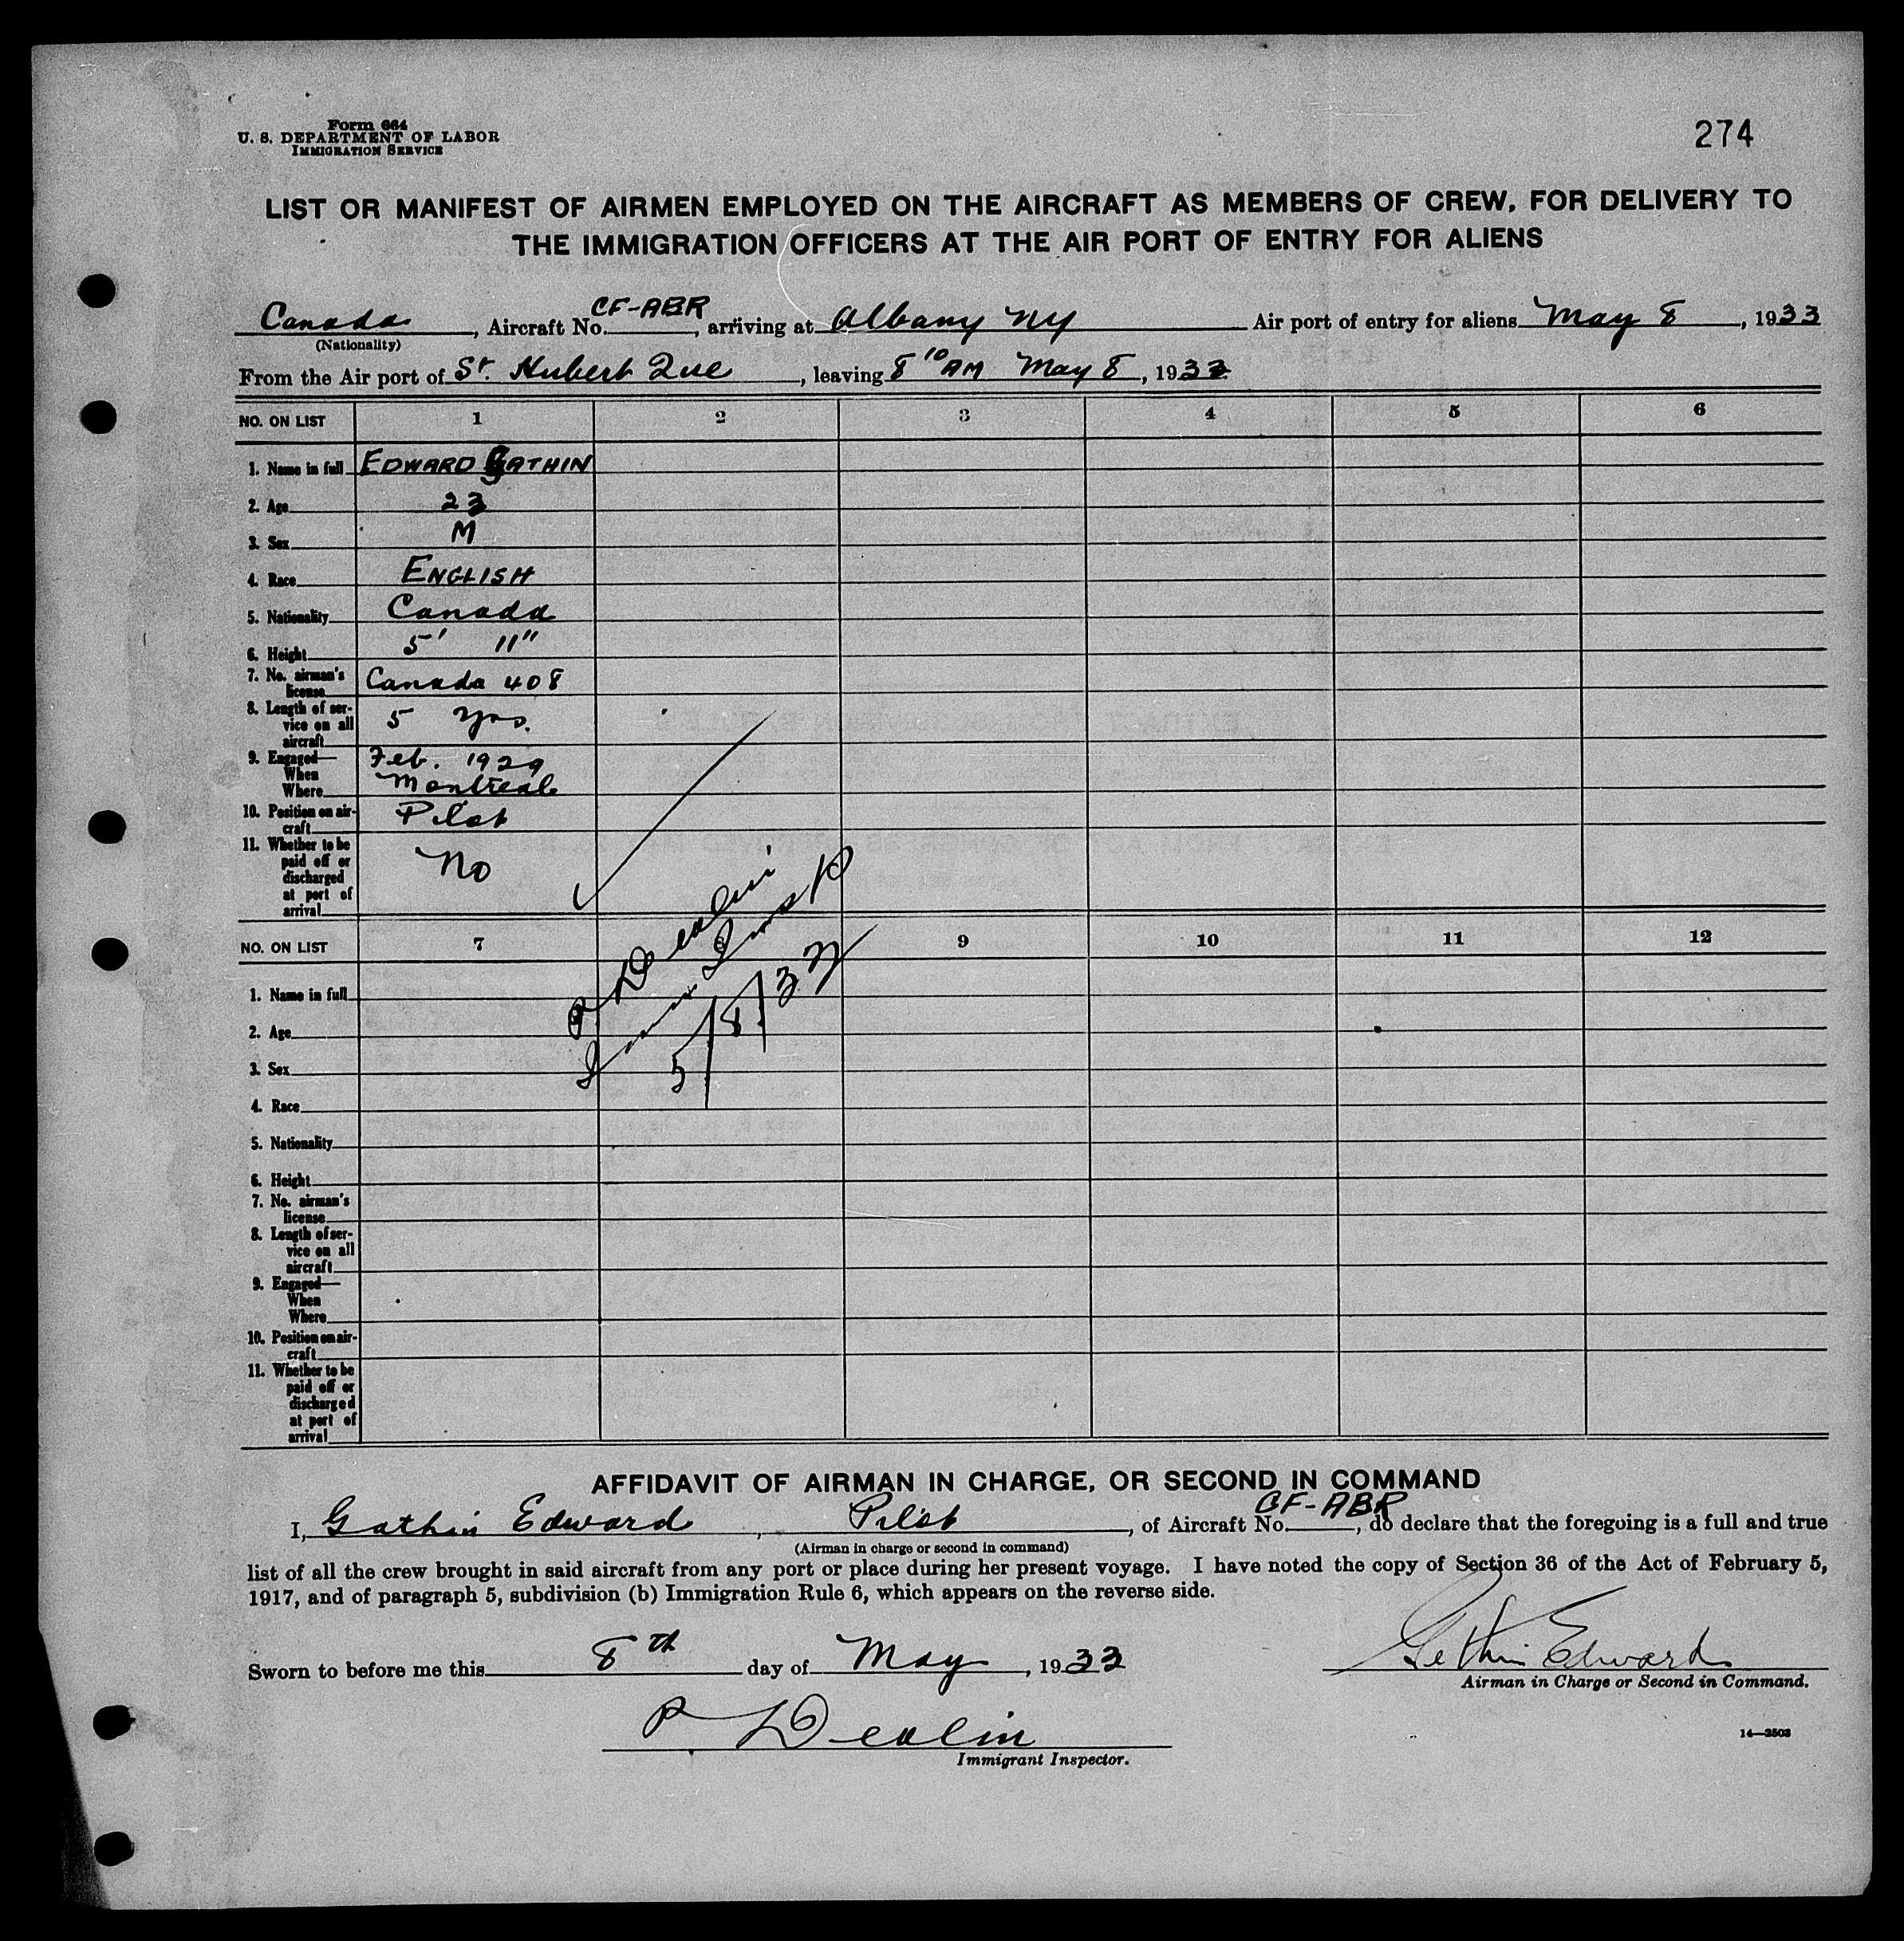 Form 664
U. S. DEPARTMENT OF LABOR
IMMIGRATION SERVICE
274
LIST OR MANIFEST OF AIRMEN EMPLOYED ON THE AIRCRAFT AS MEMBERS OF CREW, FOR DELIVERY TO
THE IMMIGRATION OFFICERS AT THE AIR PORT OF ENTRY FOR ALIENS
Canada, Aircraft No. CF-ABR, arriving at Albany NY Air port of entry for aliens May 8, 1933
(Nationality)
From the Air port of St. Hubert Que, leaving 8 10 AM May 8, 1933.
NO. ON LIST 1 2 3 4 5 6
1. Name in full EDWARD GATHIN
2. Age 23
3. Sex M
4. Race ENGLISH
5. Nationality Canada
6. Height 5' 11"
7. No. airman's
license Canada 408
8. Length of ser-
vice on all
aircraft 5 yrs.
9. Engaged—
When Feb. 1929
Where Montreal
10. Position on air-
craft Pilot
11. Whether to be
paid off or
discharged
at port of
arrival No
P Devlin
Imm Insp
5/8/33
NO. ON LIST 7 8 9 10 11 12
1. Name in full
2. Age
3. Sex
4. Race
5. Nationality
6. Height
7. No. airman's
license
8. Length of ser-
vice on all
aircraft
9. Engaged—
When
Where
10. Position on air-
craft
11. Whether to be
paid off or
discharged
at port of
arrival
AFFIDAVIT OF AIRMAN IN CHARGE, OR SECOND IN COMMAND
I, Gathin Edward, Pilot, of Aircraft No. CF-ABR, do declare that the foregoing is a full and true
(Airman in charge or second in command)
list of all the crew brought in said aircraft from any port or place during her present voyage. I have noted the copy of Section 36 of the Act of February 5,
1917, and of paragraph 5, subdivision (b) Immigration Rule 6, which appears on the reverse side.
Sworn to before me this 8th day of May, 1933
Gethin Edward
Airman in Charge or Second in Command.
P Devlin
Immigrant Inspector.
14—2503